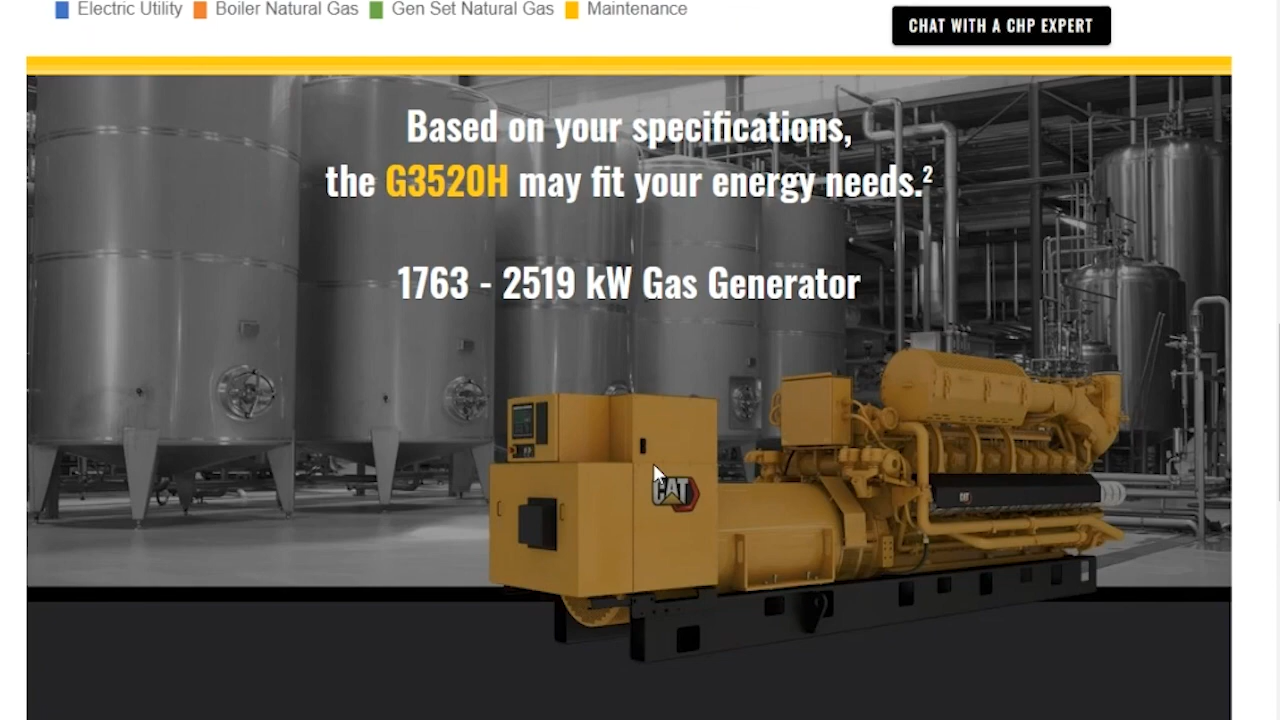 Electric Utility Boiler Natural Gas Gen Set Natural Gas Maintenance
CHAT WITH A CHP EXPERT
Based on your specifications,
the G3520H may fit your energy needs.²
1763 - 2519 kW Gas Generator
CAT
CAT